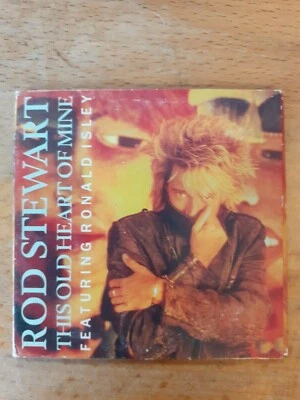 ROD STEWART
THIS OLD HEART OF MINE
FEATURING RONALD ISLEY